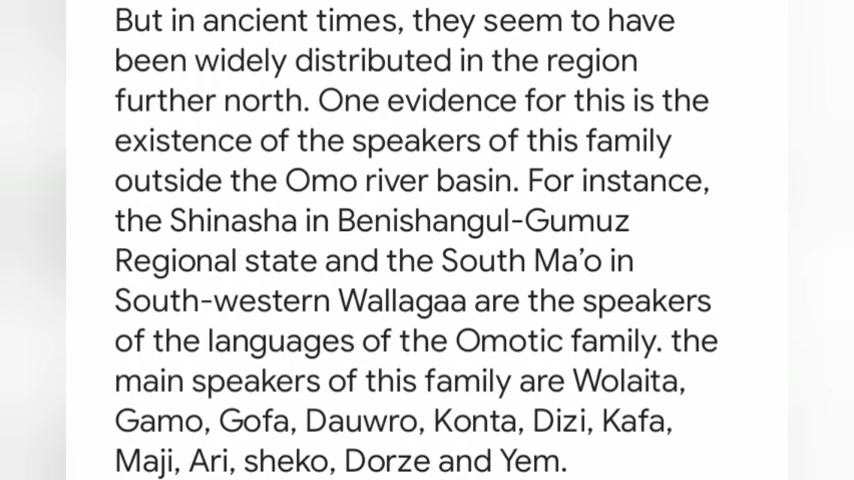 But in ancient times, they seem to have
been widely distributed in the region
further north. One evidence for this is the
existence of the speakers of this family
outside the Omo river basin. For instance,
the Shinasha in Benishangul-Gumuz
Regional state and the South Ma’o in
South-western Wallagaa are the speakers
of the languages of the Omotic family. the
main speakers of this family are Wolaita,
Gamo, Gofa, Dauwro, Konta, Dizi, Kafa,
Maji, Ari, sheko, Dorze and Yem.